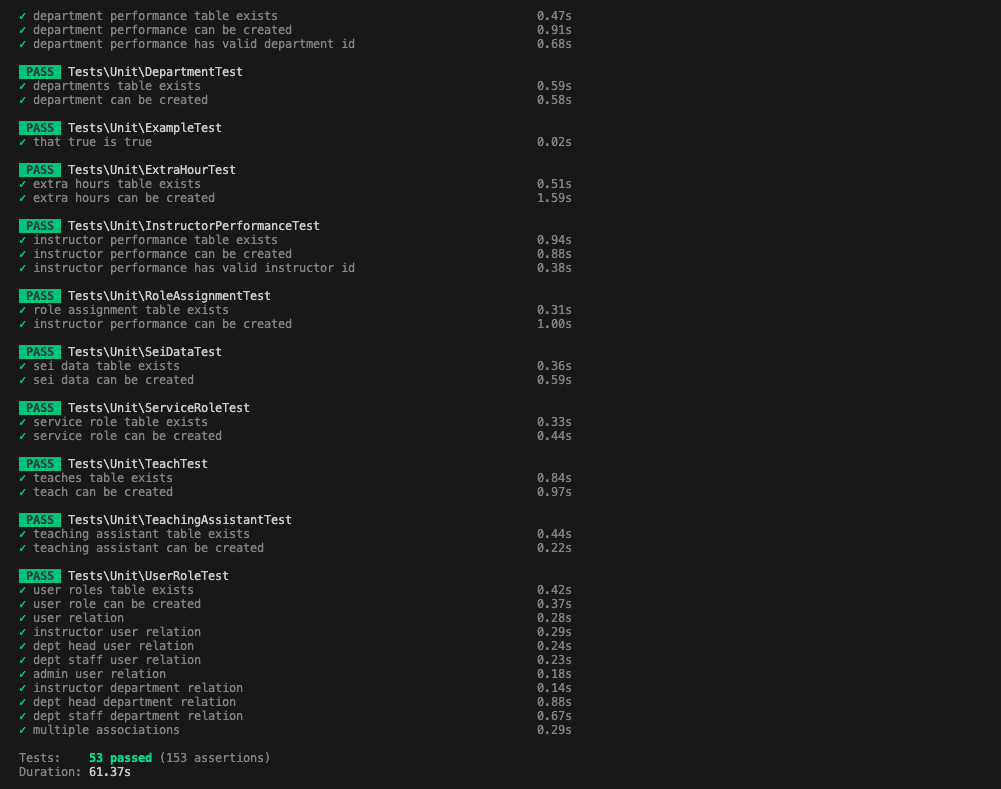 ✓ department performance table exists 0.47s
✓ department performance can be created 0.91s
✓ department performance has valid department id 0.68s
PASS Tests\Unit\DepartmentTest
✓ departments table exists 0.59s
✓ department can be created 0.58s
PASS Tests\Unit\ExampleTest
✓ that true is true 0.02s
PASS Tests\Unit\ExtraHourTest
✓ extra hours table exists 0.51s
✓ extra hours can be created 1.59s
PASS Tests\Unit\InstructorPerformanceTest
✓ instructor performance table exists 0.94s
✓ instructor performance can be created 0.88s
✓ instructor performance has valid instructor id 0.38s
PASS Tests\Unit\RoleAssignmentTest
✓ role assignment table exists 0.31s
✓ instructor performance can be created 1.00s
PASS Tests\Unit\SeiDataTest
✓ sei data table exists 0.36s
✓ sei data can be created 0.59s
PASS Tests\Unit\ServiceRoleTest
✓ service role table exists 0.33s
✓ service role can be created 0.44s
PASS Tests\Unit\TeachTest
✓ teaches table exists 0.84s
✓ teach can be created 0.97s
PASS Tests\Unit\TeachingAssistantTest
✓ teaching assistant table exists 0.44s
✓ teaching assistant can be created 0.22s
PASS Tests\Unit\UserRoleTest
✓ user roles table exists 0.42s
✓ user role can be created 0.37s
✓ user relation 0.28s
✓ instructor user relation 0.29s
✓ dept head user relation 0.24s
✓ dept staff user relation 0.23s
✓ admin user relation 0.18s
✓ instructor department relation 0.14s
✓ dept head department relation 0.88s
✓ dept staff department relation 0.67s
✓ multiple associations 0.29s
Tests: 53 passed (153 assertions)
Duration: 61.37s